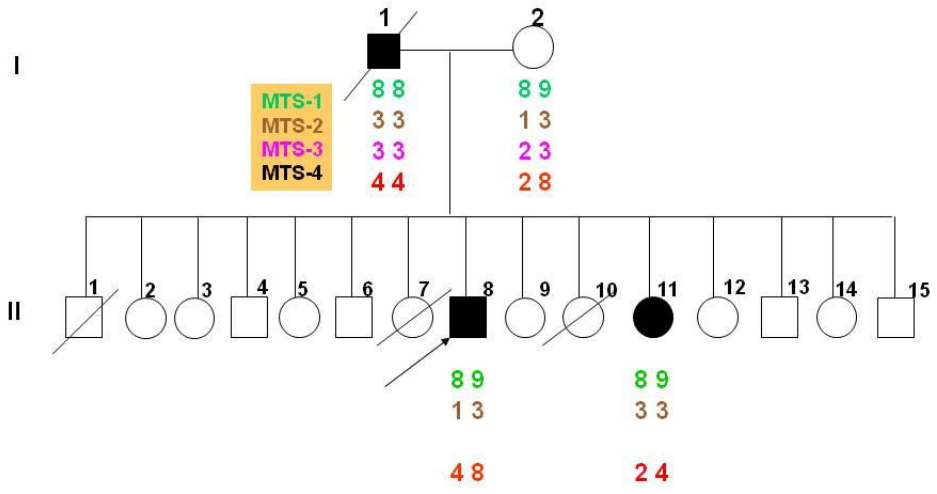 1 2
I
8 8 8 9
MTS-1
MTS-2
MTS-3
MTS-4
3 3 1 3
3 3 2 3
4 4 2 8
II
1 2 3 4 5 6 7 8 9 10 11 12 13 14 15
8 9 8 9
1 3 3 3
4 8 2 4